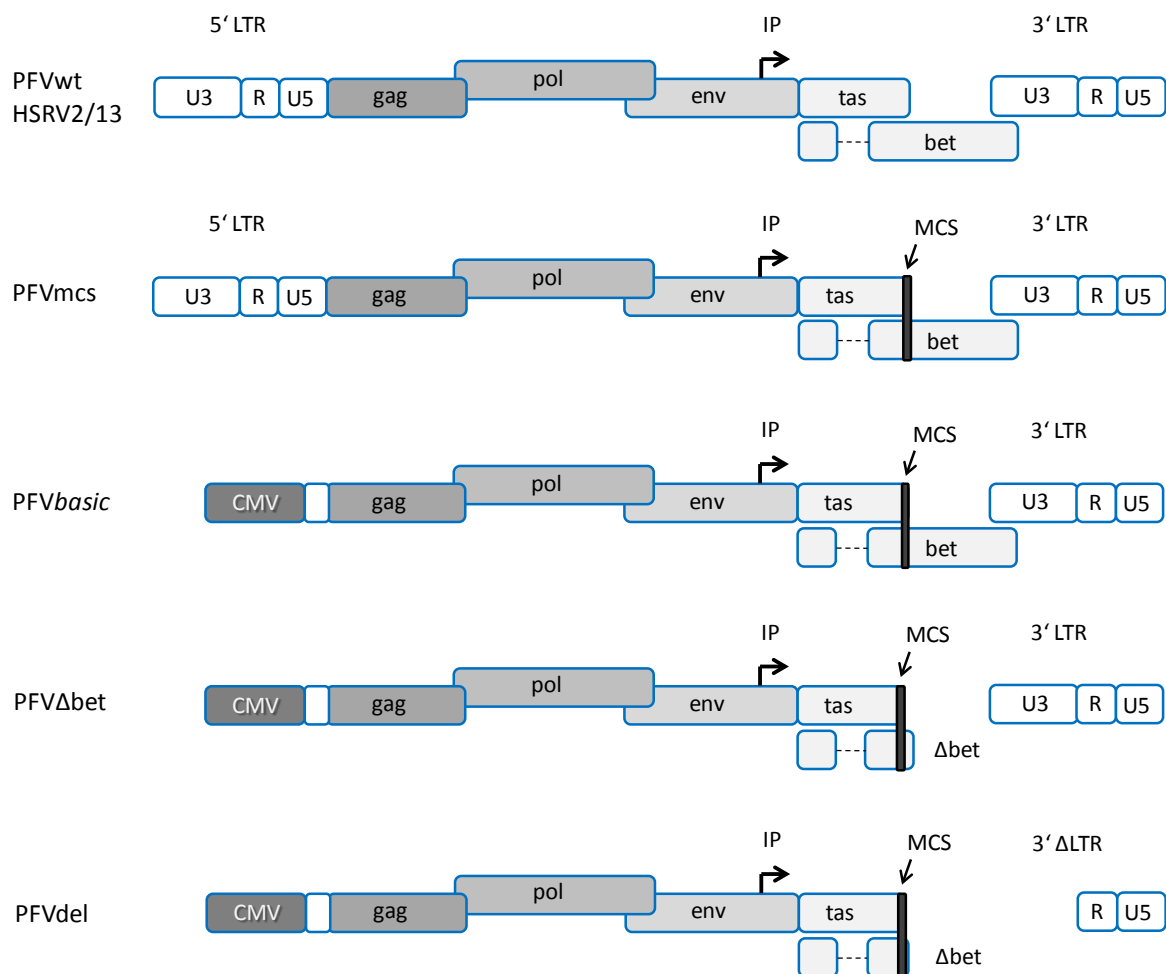 5‘ LTR IP 3‘ LTR
PFVwt
HSRV2/13
U3 R U5 gag pol env tas U3 R U5
bet
5‘ LTR IP MCS 3‘ LTR
PFVmcs U3 R U5 gag pol env tas U3 R U5
bet
IP MCS 3‘ LTR
PFVbasic CMV gag pol env tas U3 R U5
bet
IP MCS 3‘ LTR
PFVΔbet CMV gag pol env tas U3 R U5
Δbet
IP MCS 3‘ ΔLTR
PFVdel CMV gag pol env tas R U5
Δbet